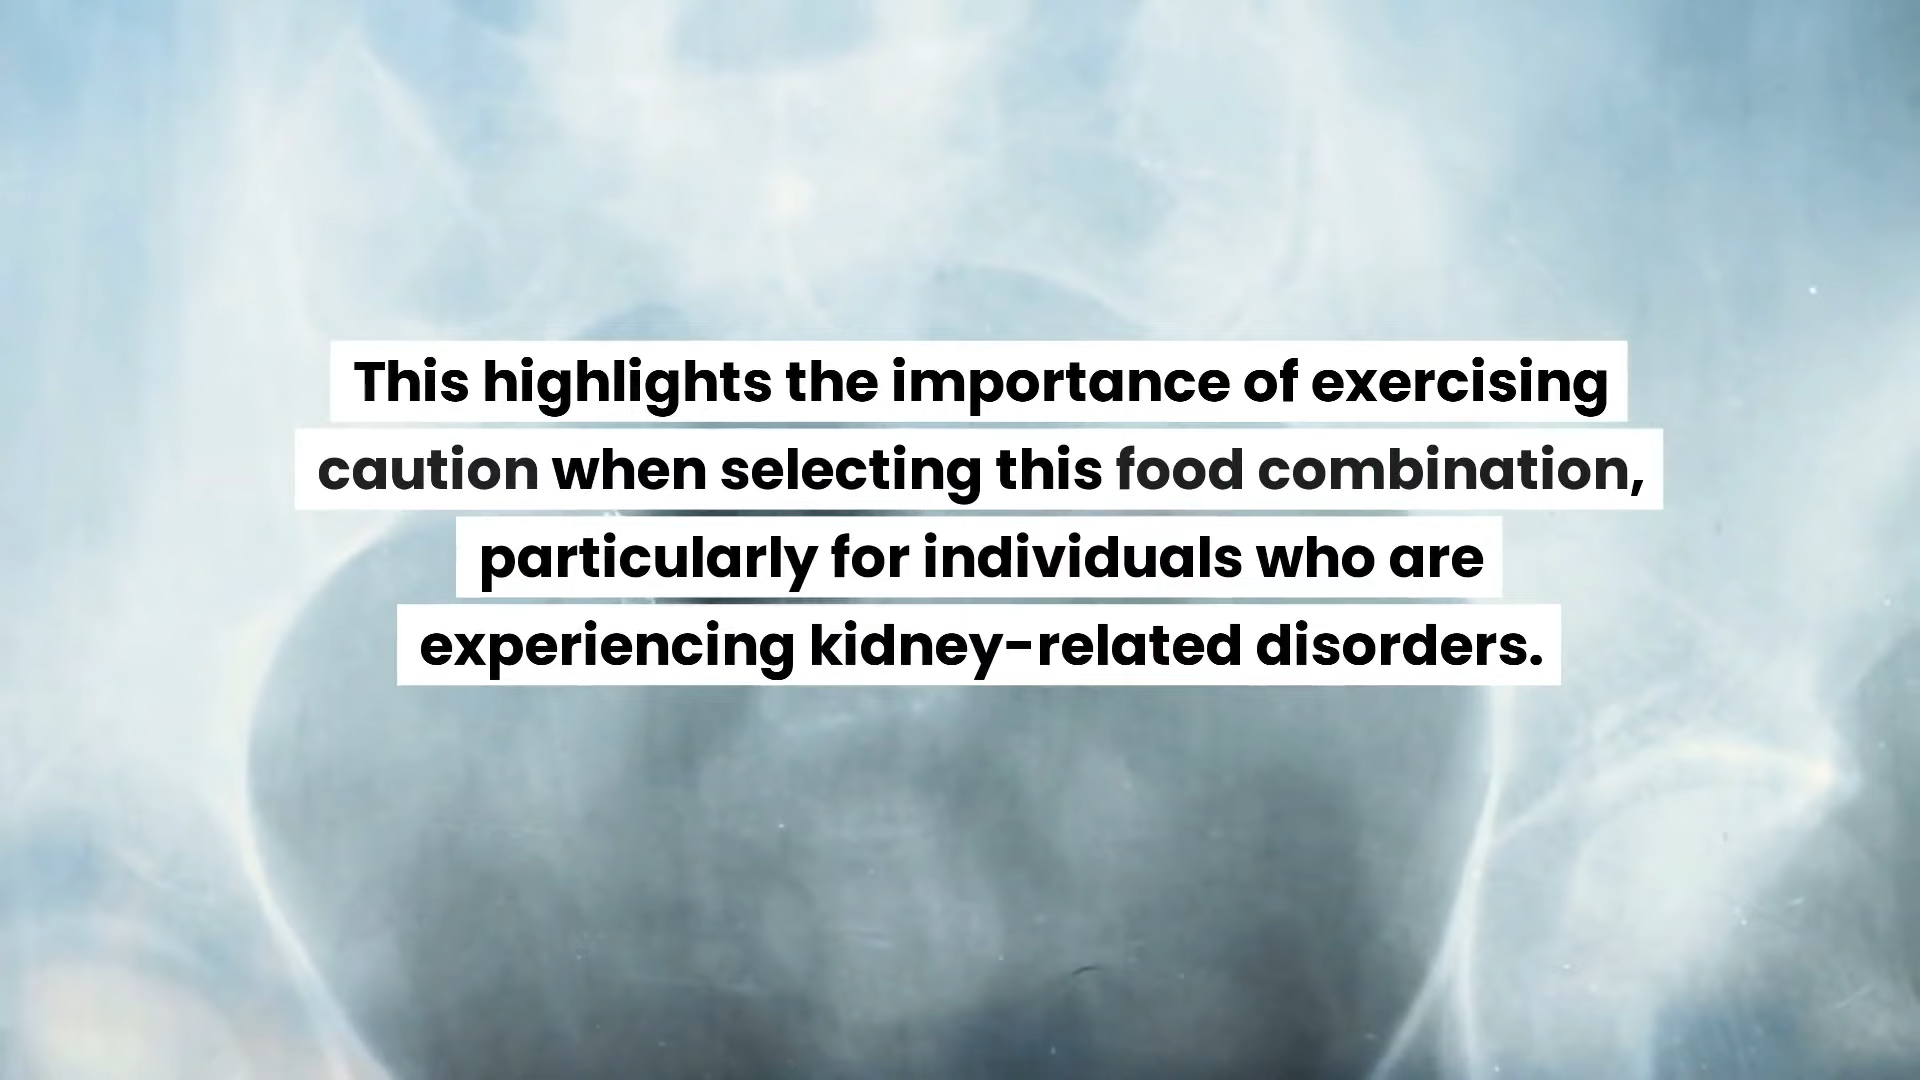 This highlights the importance of exercising
caution when selecting this food combination,
particularly for individuals who are
experiencing kidney-related disorders.